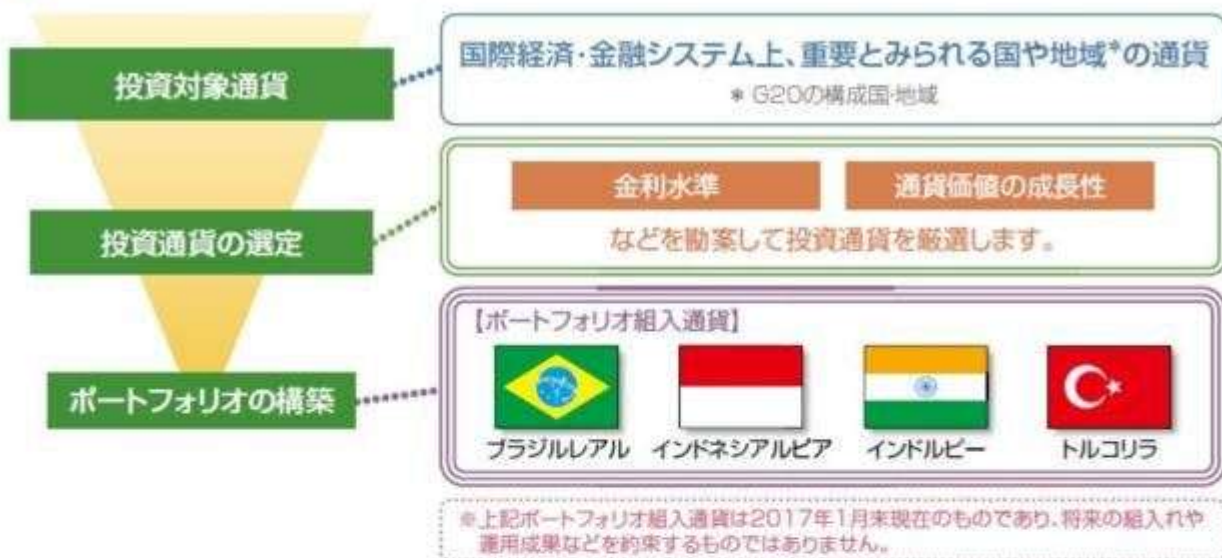 投資対象通貨
国際経済・金融システム上、重要とみられる国や地域*の通貨
* G20の構成国・地域
投資通貨の選定
金利水準
通貨価値の成長性
などを勘案して投資通貨を厳選します。
ポートフォリオの構築
【ポートフォリオ組入通貨】
ブラジルレアル
インドネシアルピア
インドルピー
トルコリラ
※上記ポートフォリオ組入通貨は2017年1月末現在のものであり、将来の組入れや
運用成果などを約束するものではありません。